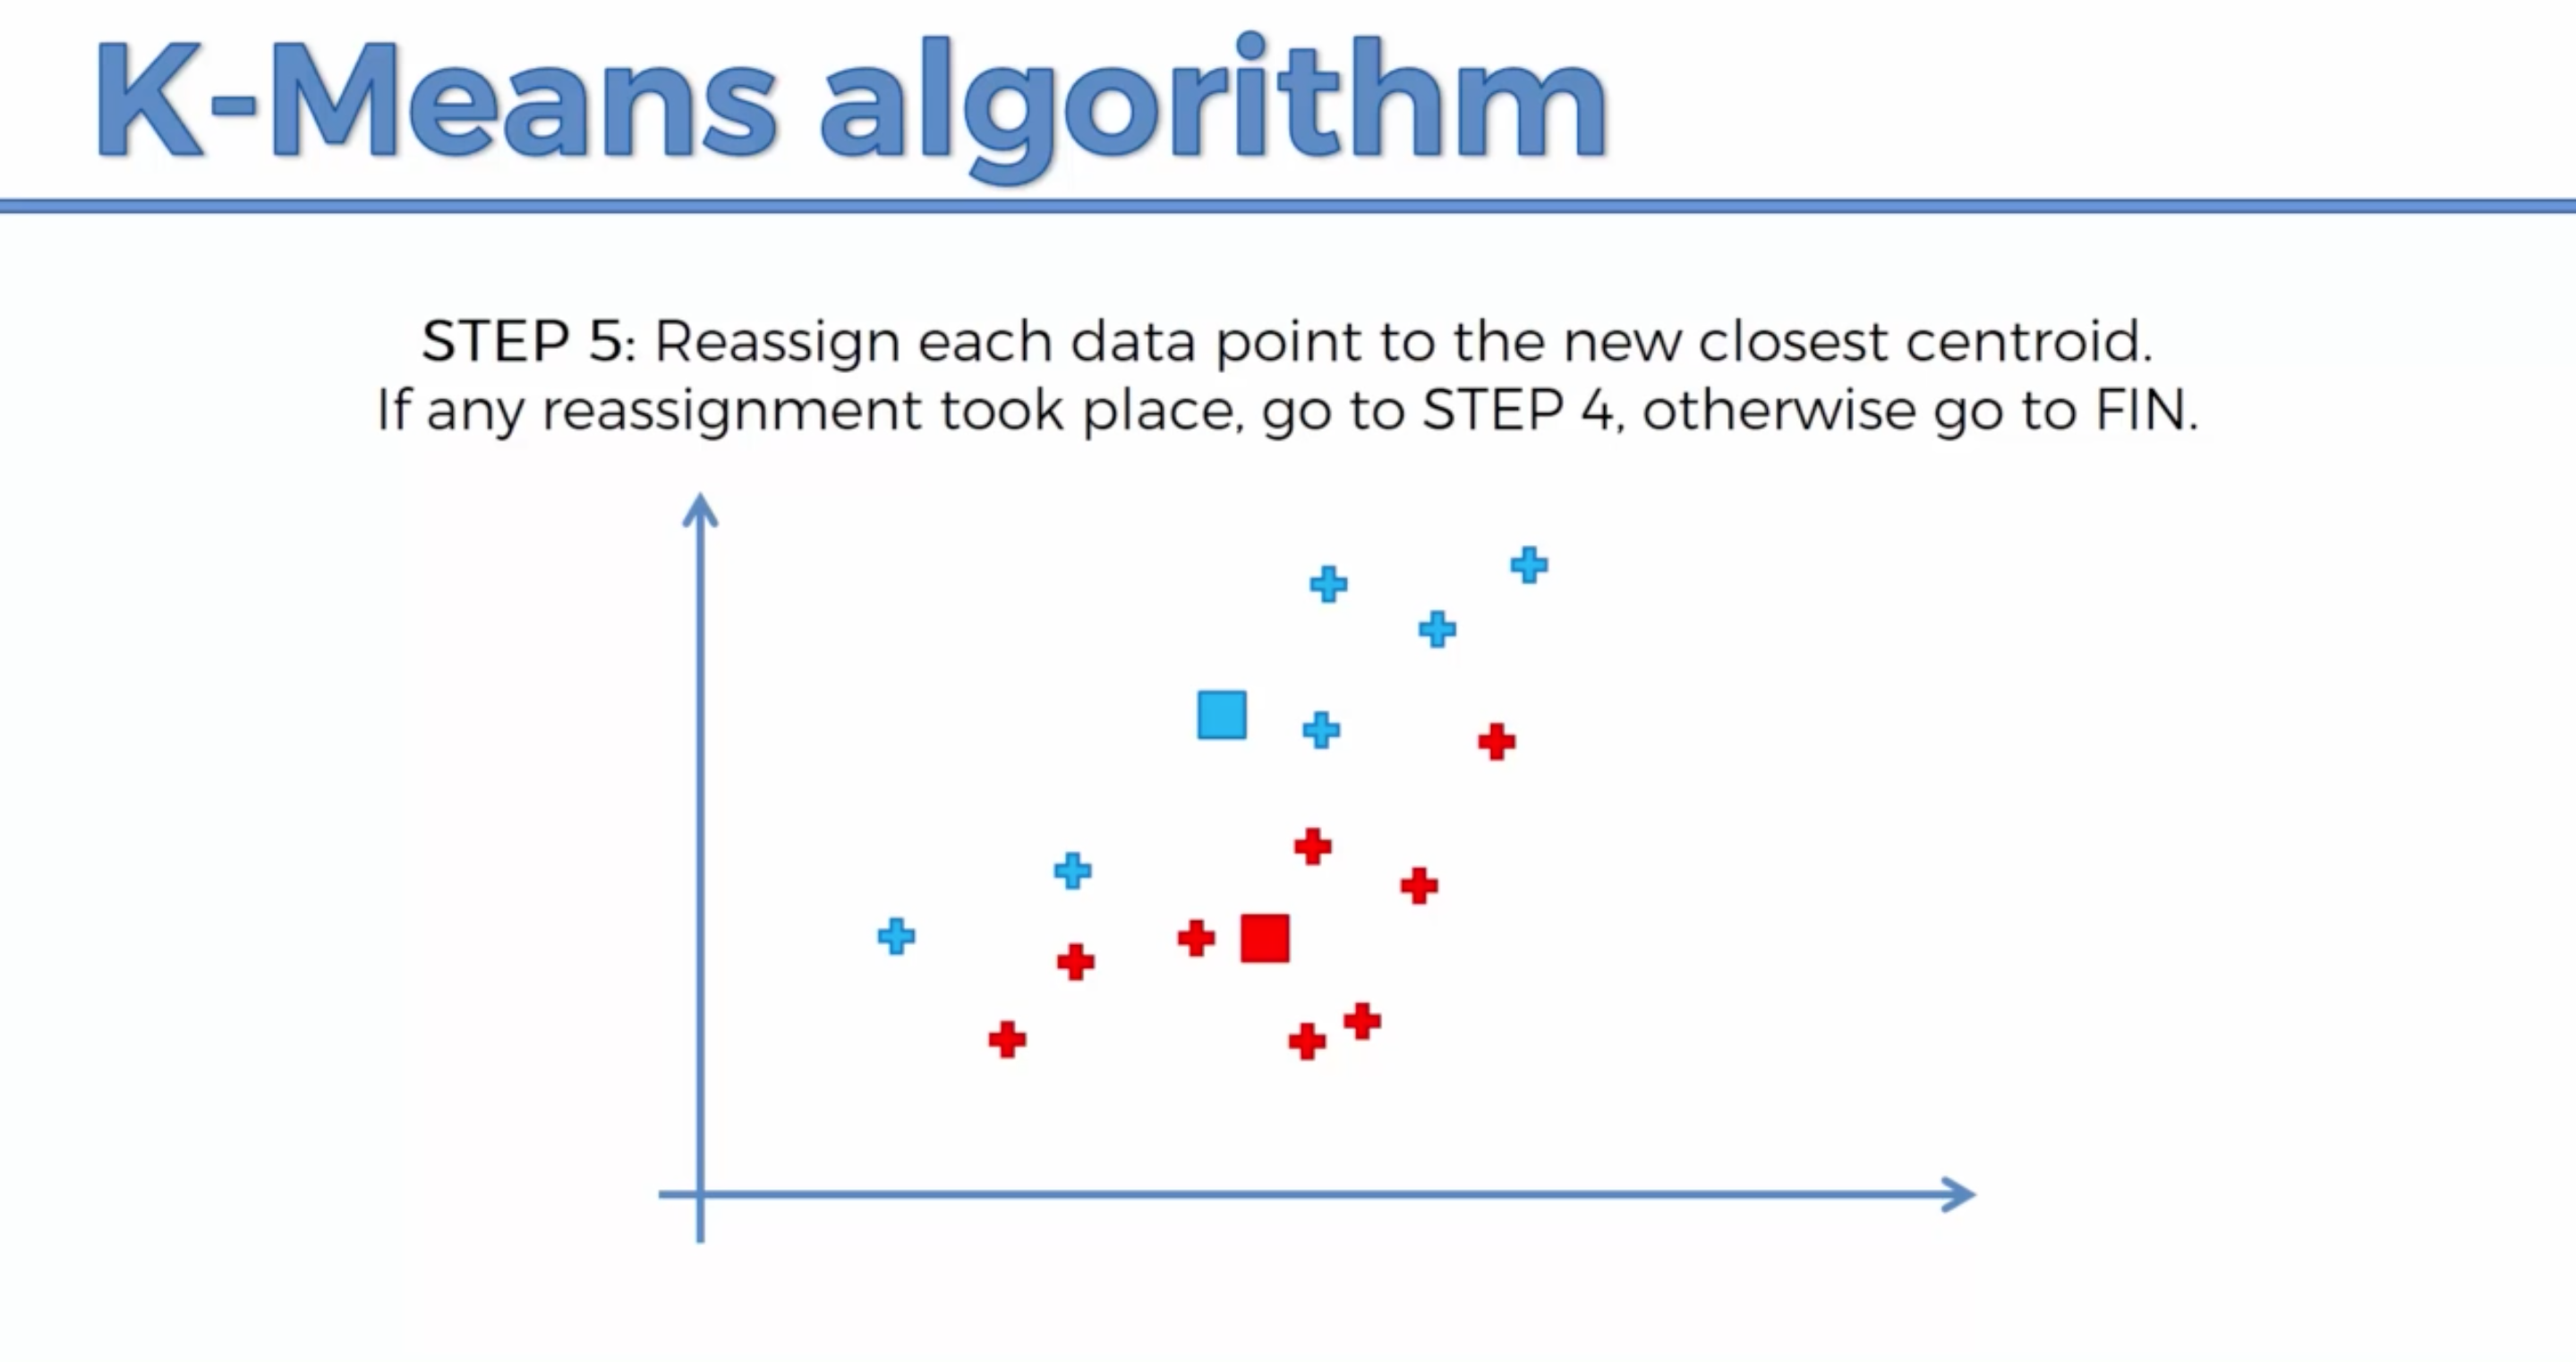 K-Means algorithm
STEP 5: Reassign each data point to the new closest centroid.
If any reassignment took place, go to STEP 4, otherwise go to FIN.